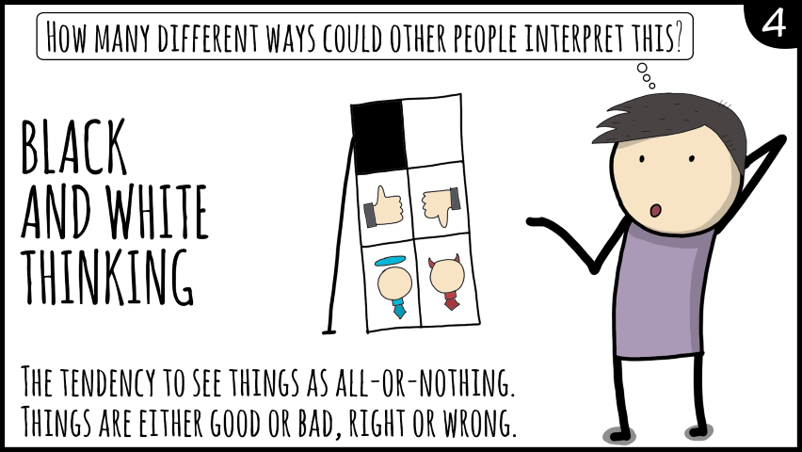 How many different ways could other people interpret this?
4
Black
and white
thinking
The tendency to see things as all-or-nothing.
Things are either good or bad, right or wrong.